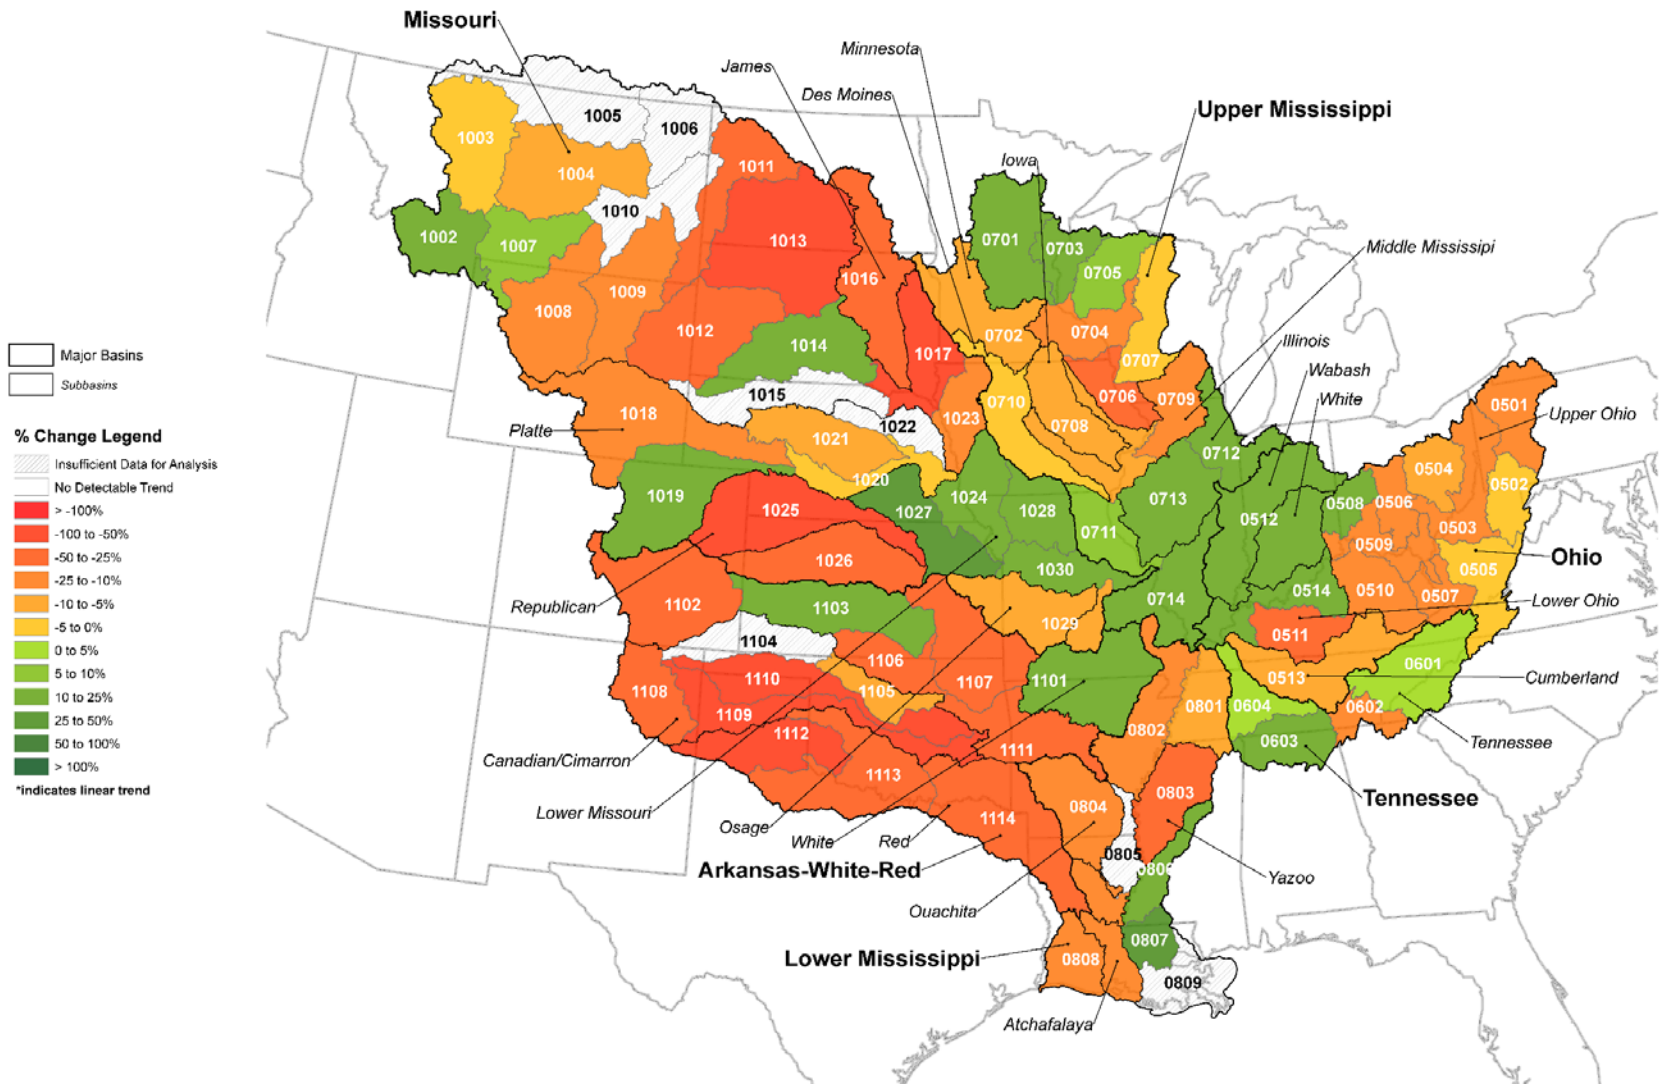 Missouri
Minnesota
James
Des Moines
Upper Mississippi
Iowa
Middle Mississipi
Illinois
Wabash
White
Upper Ohio
Ohio
Lower Ohio
Cumberland
Tennessee
Tennessee
Yazoo
Platte
Republican
Canadian/Cimarron
Lower Missouri
Osage
White
Red
Arkansas-White-Red
Ouachita
Lower Mississippi
Atchafalaya
Major Basins
Subbasins
% Change Legend
Insufficient Data for Analysis
No Detectable Trend
> -100%
-100 to -50%
-50 to -25%
-25 to -10%
-10 to -5%
-5 to 0%
0 to 5%
5 to 10%
10 to 25%
25 to 50%
50 to 100%
> 100%
*indicates linear trend
1003
1005
1006
1004
1010
1011
1002
1007
1013
1008
1009
1016
1012
1014
1017
1015
1018
1021
1022
1023
1020
1019
1025
1027
1024
1028
1026
1030
1029
0701
0703
0705
0702
0704
0707
0706
0709
0710
0708
0712
0713
0711
0714
0512
0508
0506
0504
0501
0502
0503
0509
0505
0510
0507
0514
0511
0513
0601
0602
0604
0603
1102
1103
1104
1106
1108
1110
1105
1107
1101
1109
1112
1111
1113
1114
0801
0802
0803
0804
0805
0806
0807
0808
0809